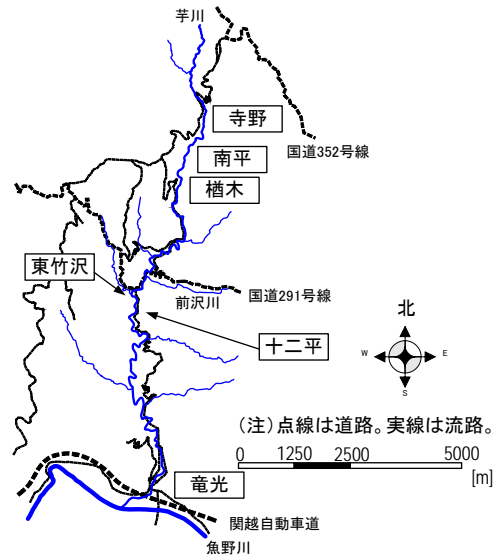 芋川
寺野
国道352号線
南平
楢木
東竹沢
前沢川
国道291号線
十二平
北
W
E
S
(注)点線は道路。実線は流路。
0 1250 2500 5000
[m]
竜光
関越自動車道
魚野川